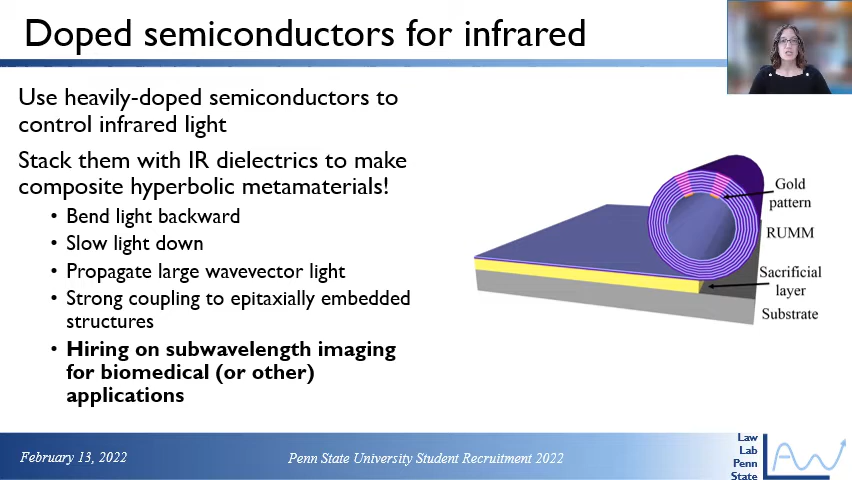 Doped semiconductors for infrared
Use heavily-doped semiconductors to
control infrared light
Stack them with IR dielectrics to make
composite hyperbolic metamaterials!
• Bend light backward
• Slow light down
• Propagate large wavevector light
• Strong coupling to epitaxially embedded
structures
• Hiring on subwavelength imaging
for biomedical (or other)
applications
Gold
pattern
RUMM
Sacrificial
layer
Substrate
February 13, 2022
Penn State University Student Recruitment 2022
Law
Lab
Penn
State